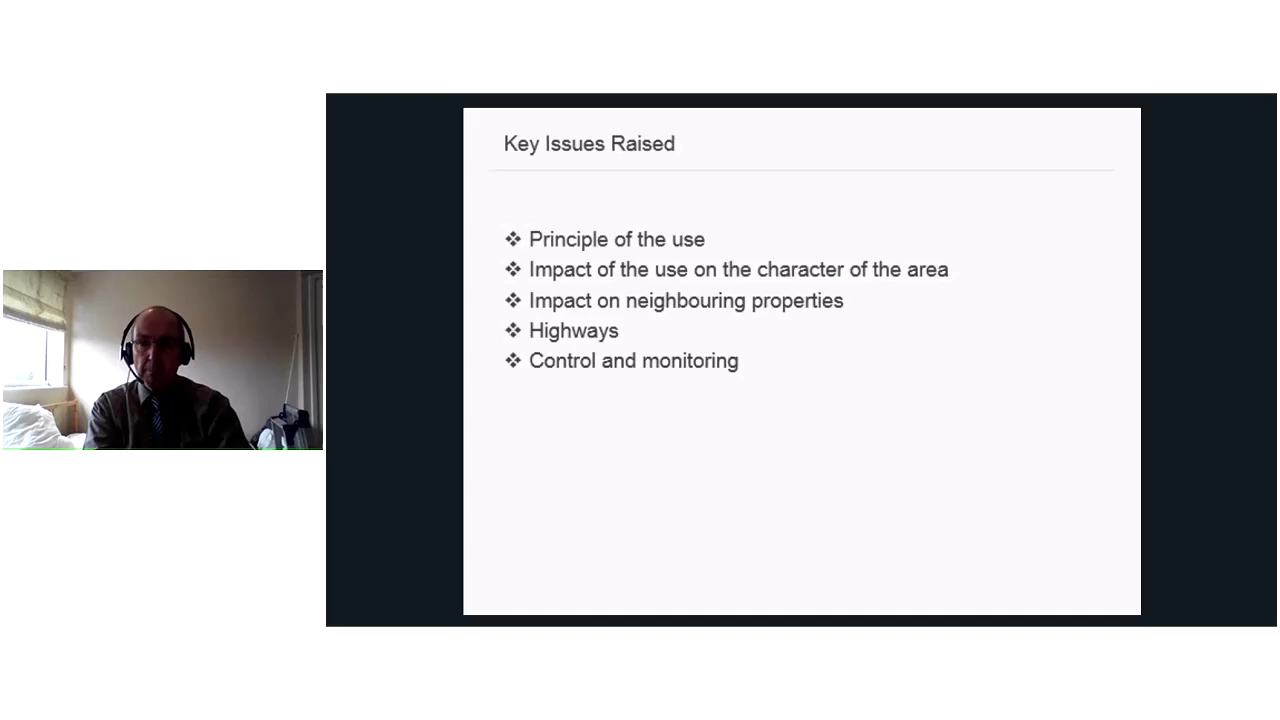 Key Issues Raised
❖ Principle of the use
❖ Impact of the use on the character of the area
❖ Impact on neighbouring properties
❖ Highways
❖ Control and monitoring